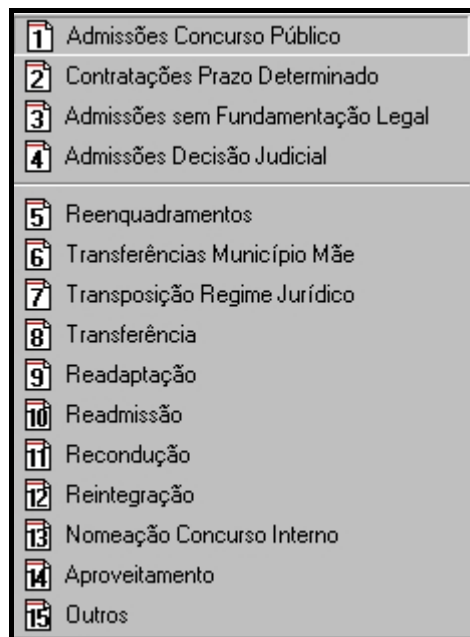 1 Admissões Concurso Público
2 Contratações Prazo Determinado
3 Admissões sem Fundamentação Legal
4 Admissões Decisão Judicial
5 Reenquadramentos
6 Transferências Município Mãe
7 Transposição Regime Jurídico
8 Transferência
9 Readaptação
10 Readmissão
11 Recondução
12 Reintegração
13 Nomeação Concurso Interno
14 Aproveitamento
15 Outros